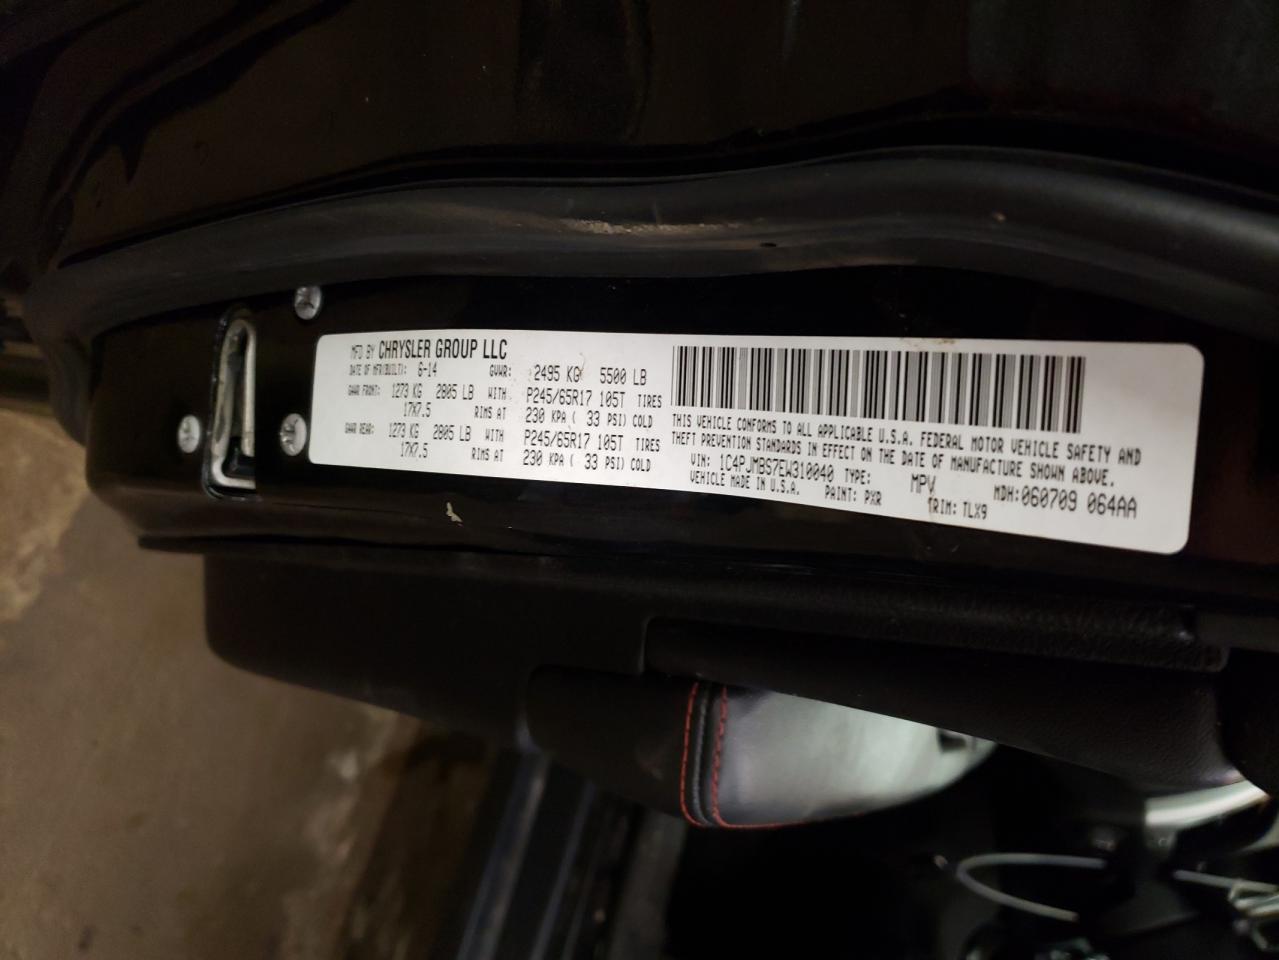 MFD BY CHRYSLER GROUP LLC
DATE OF MFR(BUILT): 6-14 GVWR: 2495 KG 5500 LB
GAWR FRONT: 1273 KG 2805 LB WITH P245/65R17 105T TIRES
17X7.5 RIMS AT 230 KPA ( 33 PSI) COLD
GAWR REAR: 1273 KG 2805 LB WITH P245/65R17 105T TIRES
17X7.5 RIMS AT 230 KPA ( 33 PSI) COLD
THIS VEHICLE CONFORMS TO ALL APPLICABLE U.S.A. FEDERAL MOTOR VEHICLE SAFETY AND
THEFT PREVENTION STANDARDS IN EFFECT ON THE DATE OF MANUFACTURE SHOWN ABOVE.
VIN: 1C4PJMBS7EW310040 TYPE: MPV MDH:060709 064AA
VEHICLE MADE IN U.S.A. PAINT: PXR TRIM: TLX9